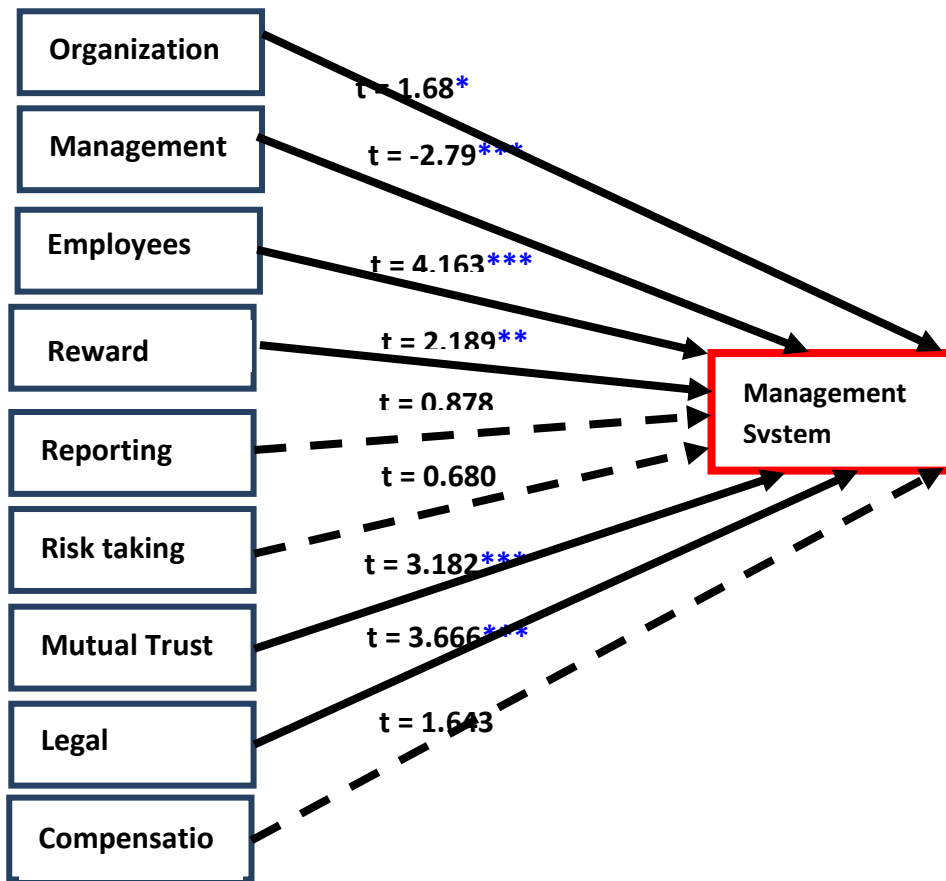 Organization
t = 1.68*
Management
t = -2.79***
Employees
t = 4.163***
Reward
t = 2.189**
t = 0.878
Reporting
t = 0.680
Risk taking
t = 3.182***
Mutual Trust
t = 3.666***
Legal
t = 1.643
Compensatio
Management
System